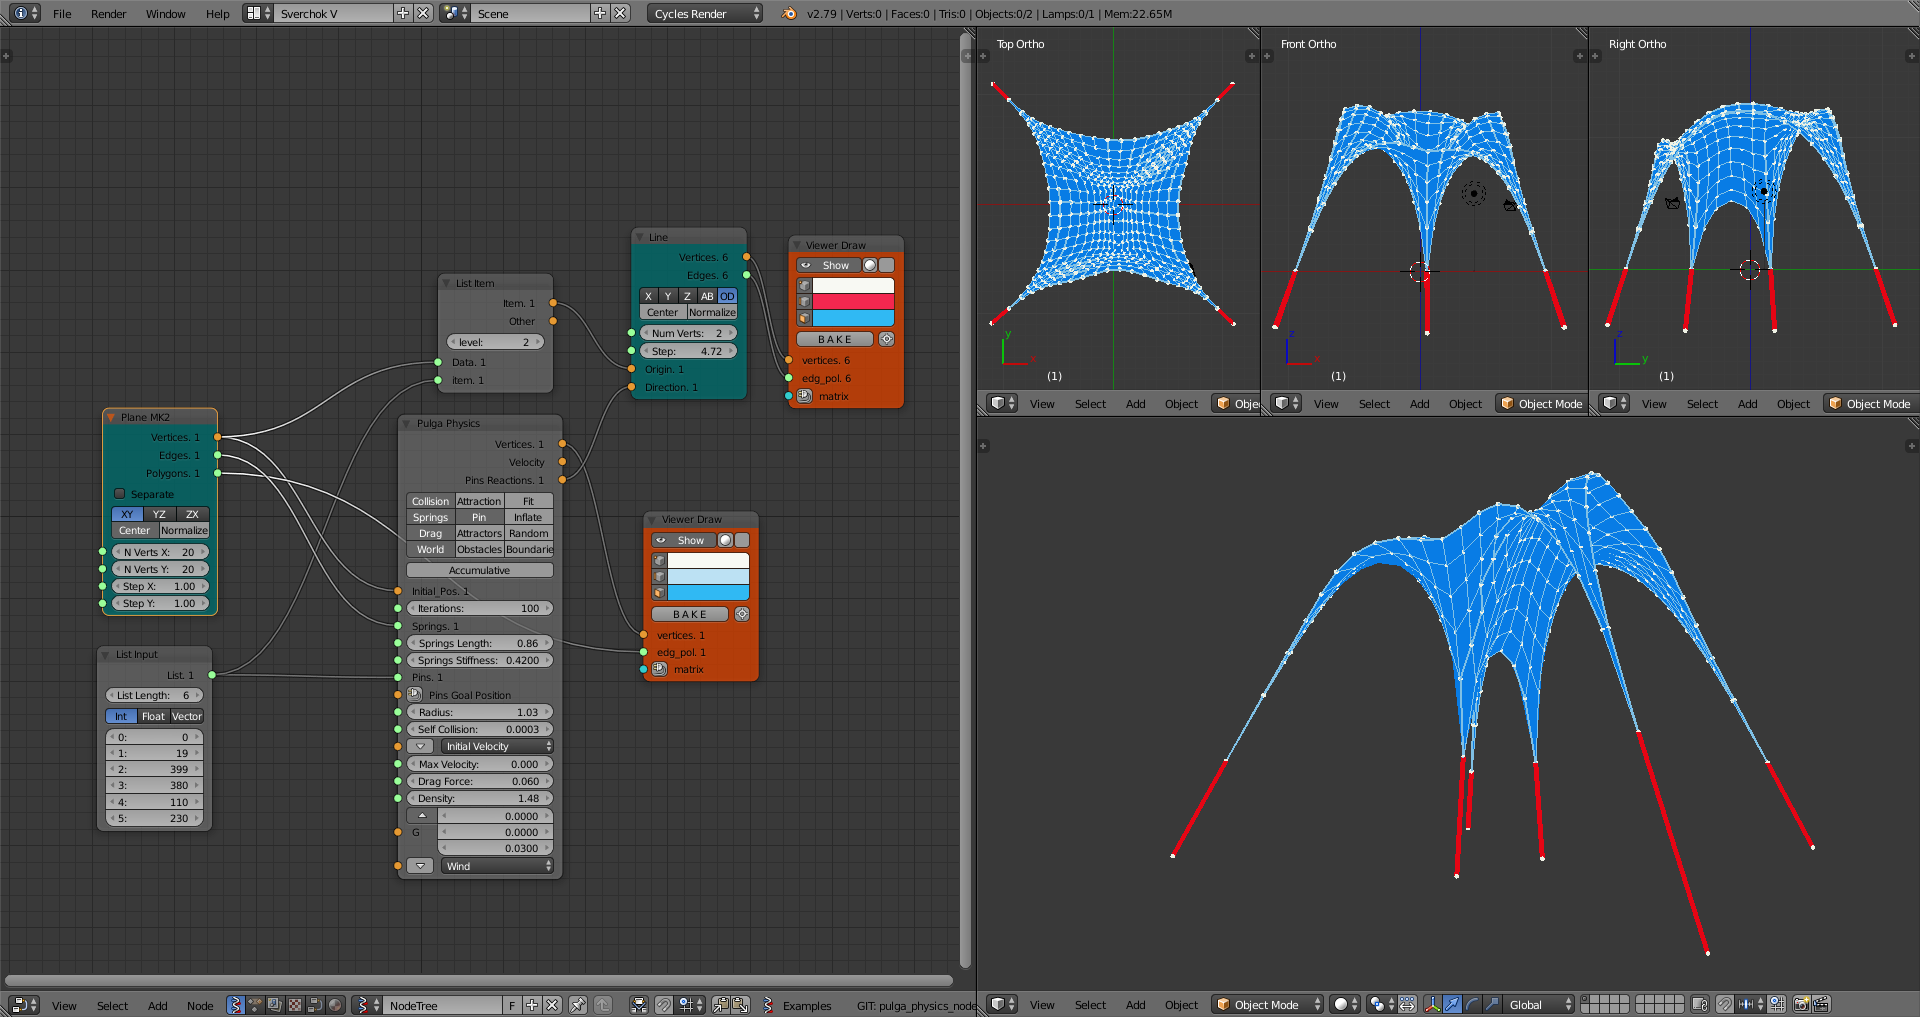 File Render Window Help Sverchok V Scene Cycles Render v2.79 | Verts:0 | Faces:0 | Tris:0 | Objects:0/2 | Lamps:0/1 | Mem:22.65M
Top Ortho
Front Ortho
Right Ortho
y x
z x
z y
(1)
(1)
(1)
View Select Add Object Obje
View Select Add Object Object Mode
View Select Add Object Object Mode
Plane MK2
Vertices. 1
Edges. 1
Polygons. 1
Separate
XY YZ ZX
Center Normalize
N Verts X: 20
N Verts Y: 20
Step X: 1.00
Step Y: 1.00
List Input
List. 1
List Length: 6
Int Float Vector
0: 0
1: 19
2: 399
3: 380
4: 110
5: 230
List Item
Item. 1
Other
level: 2
Data. 1
item. 1
Pulga Physics
Vertices. 1
Velocity
Pins Reactions. 1
Collision Attraction Fit
Springs Pin Inflate
Drag Attractors Random
World Obstacles Boundarie
Accumulative
Initial_Pos. 1
Iterations: 100
Springs. 1
Springs Length: 0.86
Springs Stiffness: 0.4200
Pins. 1
Pins Goal Position
Radius: 1.03
Self Collision: 0.0003
Initial Velocity
Max Velocity: 0.000
Drag Force: 0.060
Density: 1.48
0.0000
G 0.0000
0.0300
Wind
Line
Vertices. 6
Edges. 6
X Y Z AB OD
Center Normalize
Num Verts: 2
Step: 4.72
Origin. 1
Direction. 1
Viewer Draw
Show
BAKE
vertices. 6
edg_pol. 6
matrix
Viewer Draw
Show
BAKE
vertices. 1
edg_pol. 1
matrix
View Select Add Node NodeTree F Examples GIT: pulga_physics_node
View Select Add Object Object Mode Global